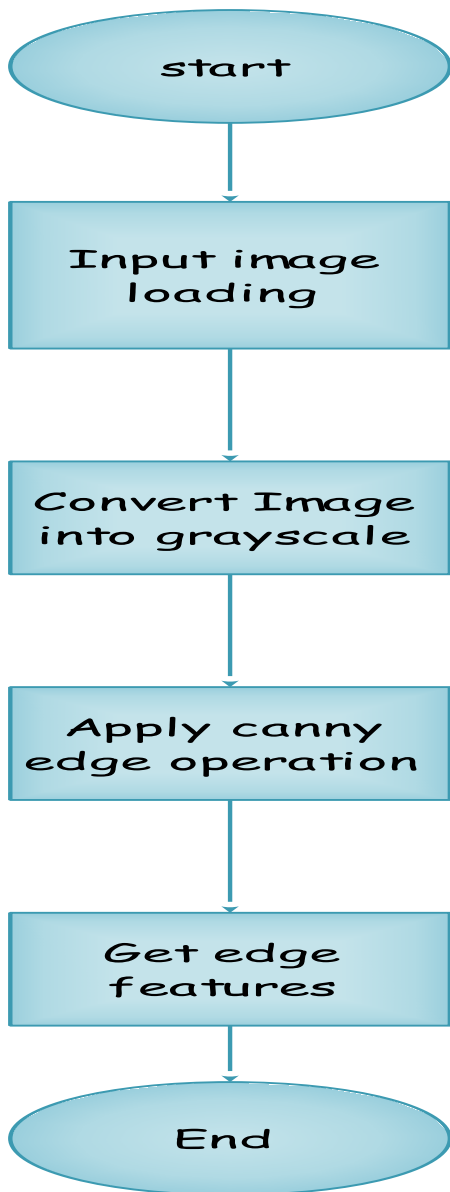 start
Input image
loading
Convert Image
into grayscale
Apply canny
edge operation
Get edge
features
End